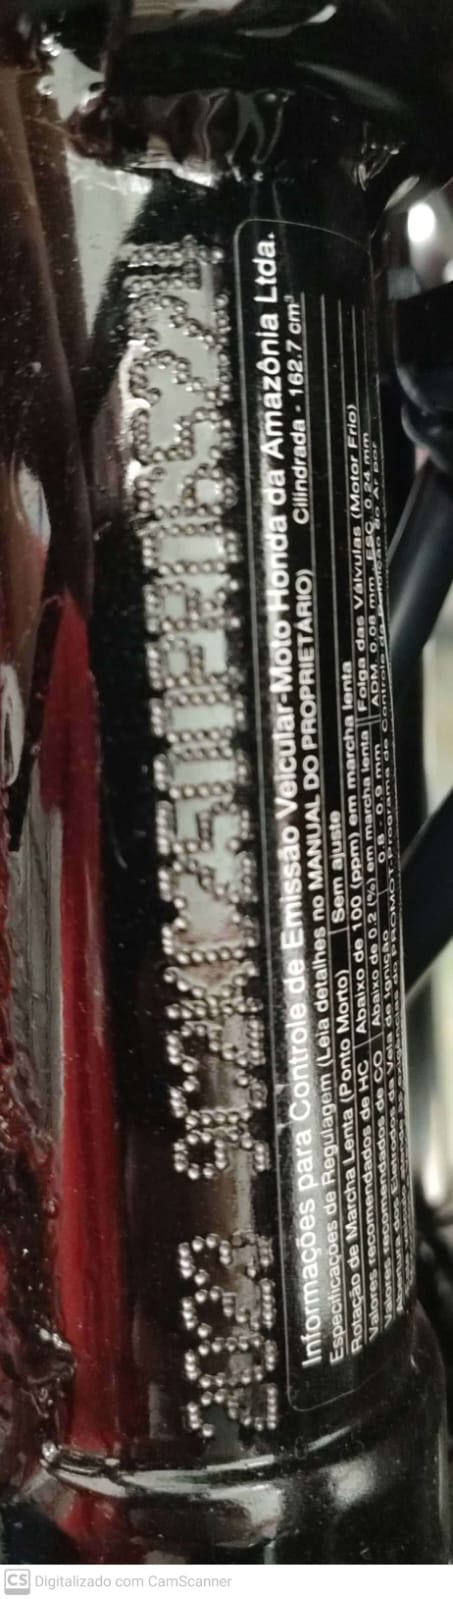 2022
Informações para Controle de Emissão Veicular-Moto Honda da Amazônia Ltda.
Especificações de Regulagem (Leia detalhes no MANUAL DO PROPRIETÁRIO) Cilindrada - 162.7 cm³
Rotação de Marcha Lenta (Ponto Morto) Sem ajuste
Valores recomendados de HC Abaixo de 100 (ppm) em marcha lenta Folga das Válvulas (Motor Frio)
Valores recomendados de CO Abaixo de 0.2 (%) em marcha lenta ADM 0.08 mm ESC 0.24 mm
Abertura dos Eletrodos da Vela de Ignição 0.8 0.9 mm
CS Digitalizado com CamScanner